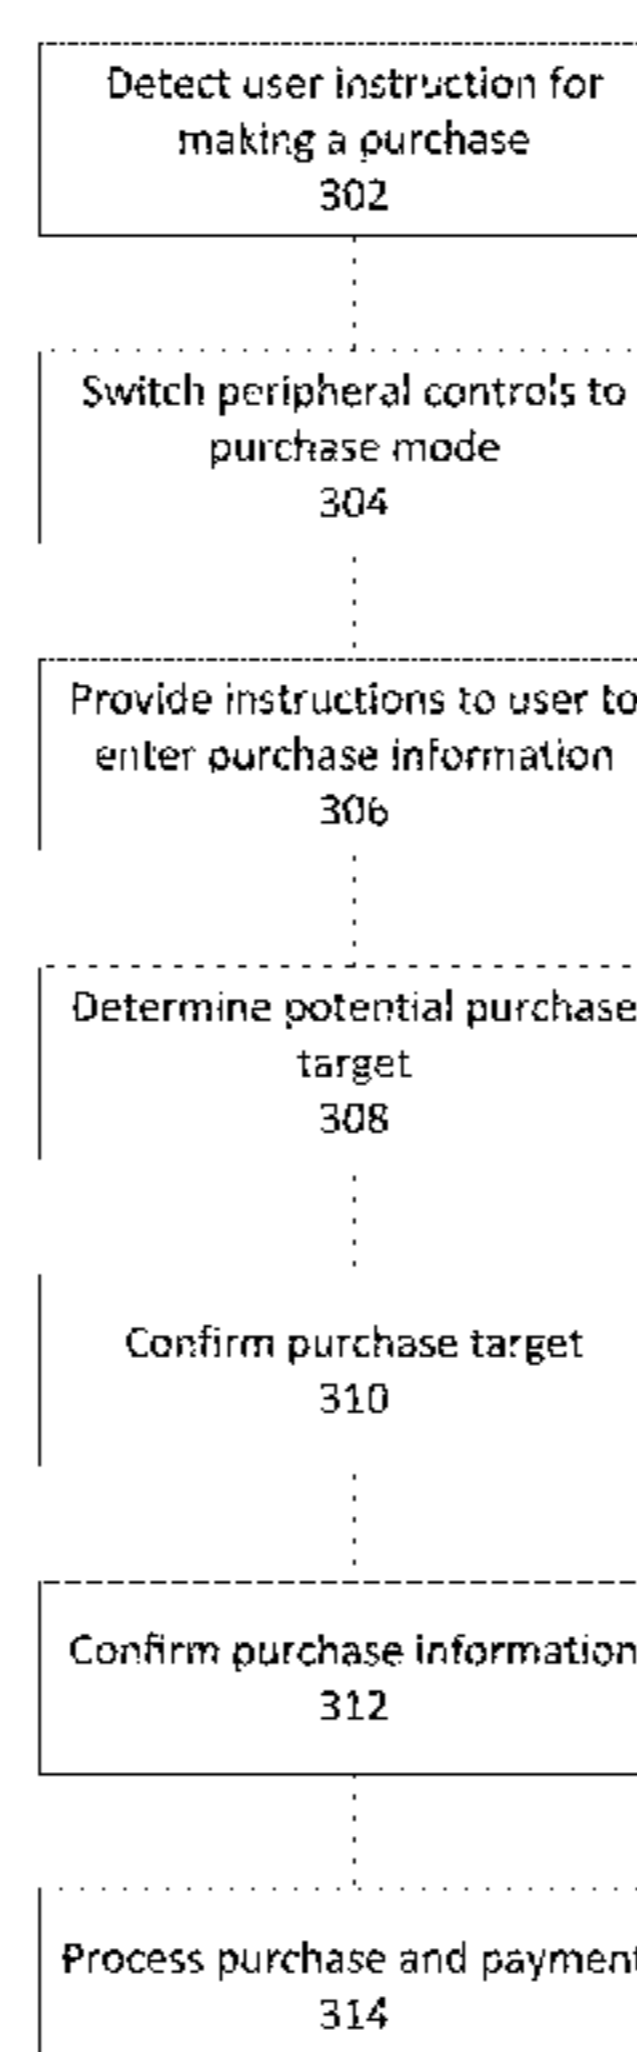 Detect user instruction for
making a purchase
302
Switch peripheral controls to
purchase mode
304
Provide instructions to user to
enter purchase information
306
Determine potential purchase
target
308
Confirm purchase target
310
Confirm purchase information
312
Process purchase and payment
314